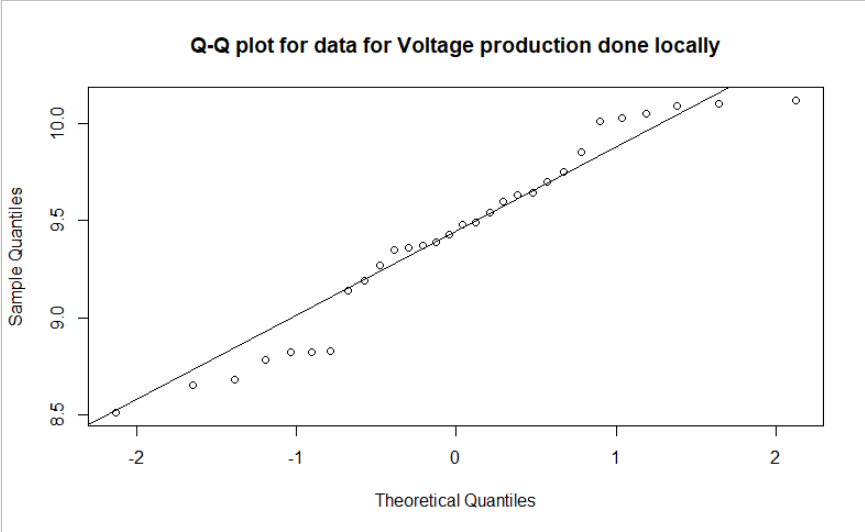 Q-Q plot for data for Voltage production done locally
10.0
9.5
9.0
8.5
Sample Quantiles
-2 -1 0 1 2
Theoretical Quantiles